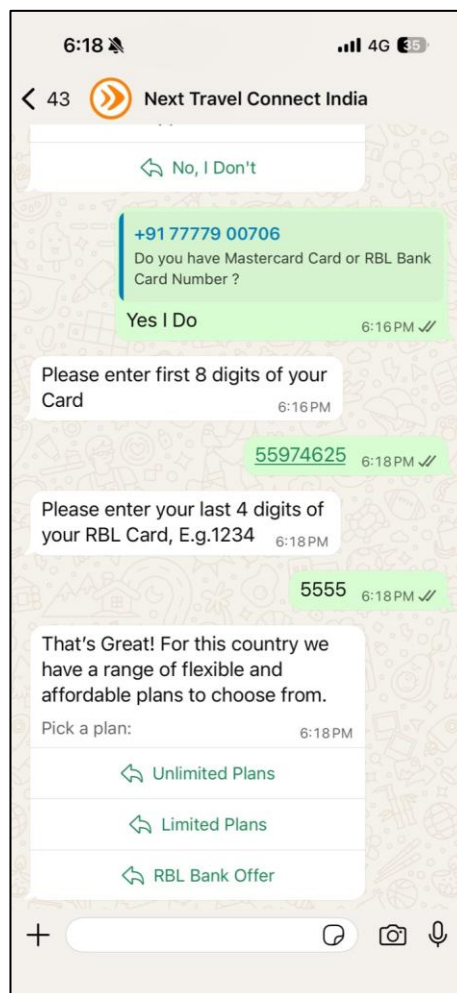 6:18
4G 35
43 Next Travel Connect India
No, I Don't
+91 77779 00706
Do you have Mastercard Card or RBL Bank
Card Number ?
Yes I Do
6:16 PM
Please enter first 8 digits of your
Card
6:16 PM
55974625 6:18 PM
Please enter your last 4 digits of
your RBL Card, E.g.1234 6:18 PM
5555 6:18 PM
That's Great! For this country we
have a range of flexible and
affordable plans to choose from.
Pick a plan: 6:18 PM
Unlimited Plans
Limited Plans
RBL Bank Offer